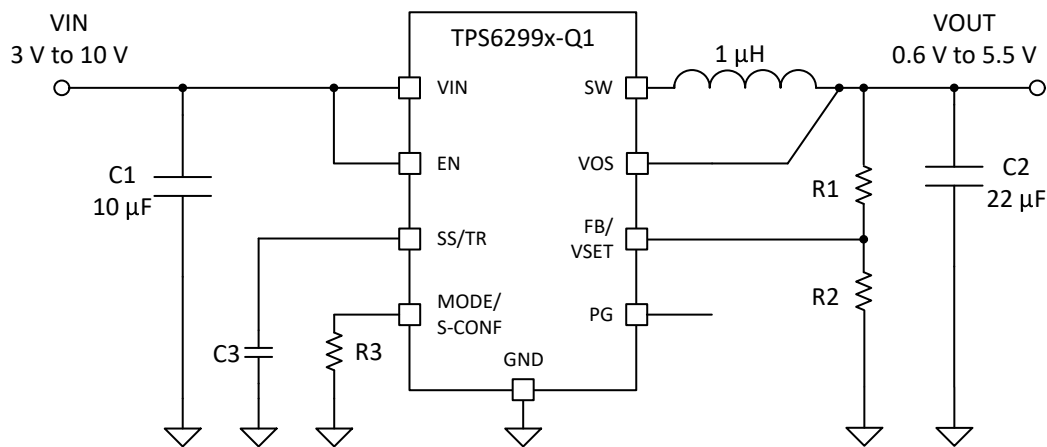 VIN
3 V to 10 V
TPS6299x-Q1
VOUT
0.6 V to 5.5 V
1 µH
VIN
SW
EN
VOS
C1
10 µF
C2
22 µF
R1
SS/TR
FB/
VSET
R2
MODE/
S-CONF
PG
C3
R3
GND